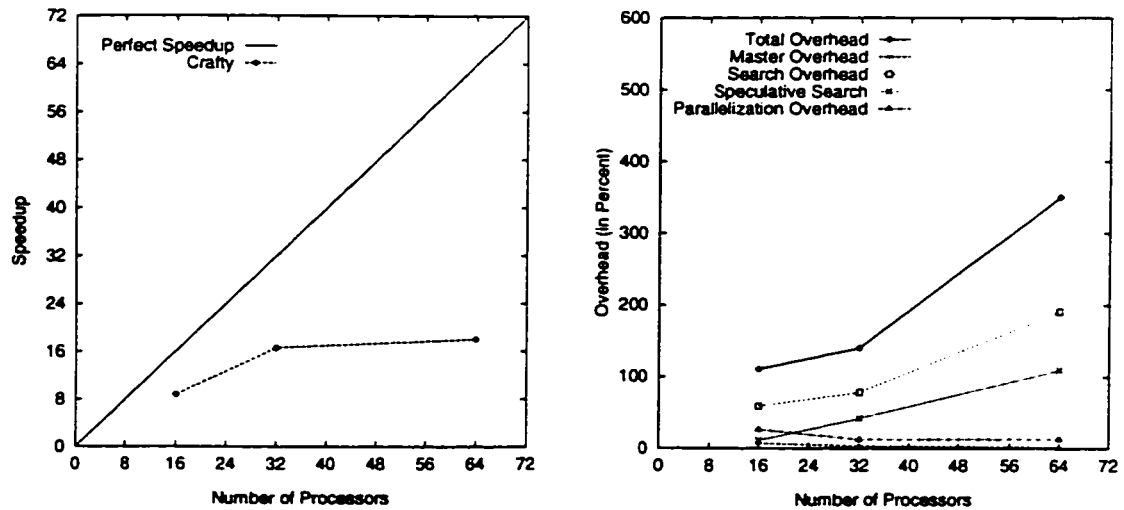 72
64
56
48
40
32
24
16
8
0
Speedup
Perfect Speedup
Crafty
0 8 16 24 32 40 48 56 64 72
Number of Processors
600
500
400
300
200
100
0
Overhead (In Percent)
Total Overhead
Master Overhead
Search Overhead
Speculative Search
Parallelization Overhead
0 8 16 24 32 40 48 56 64 72
Number of Processors